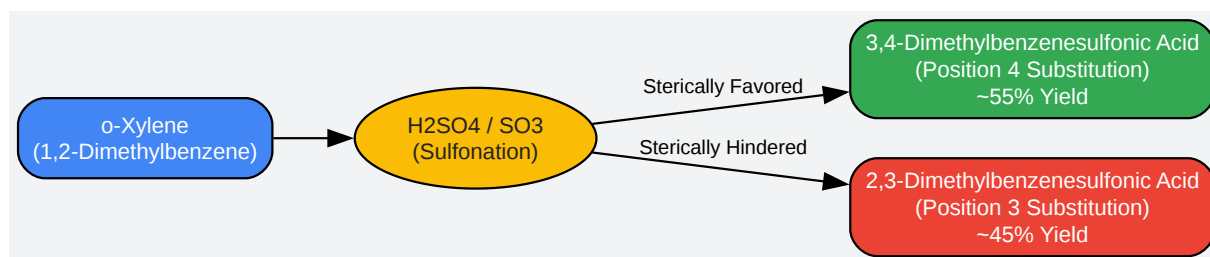 o-Xylene
(1,2-Dimethylbenzene)
H2SO4 / SO3
(Sulfonation)
Sterically Favored
Sterically Hindered
3,4-Dimethylbenzenesulfonic Acid
(Position 4 Substitution)
~55% Yield
2,3-Dimethylbenzenesulfonic Acid
(Position 3 Substitution)
~45% Yield